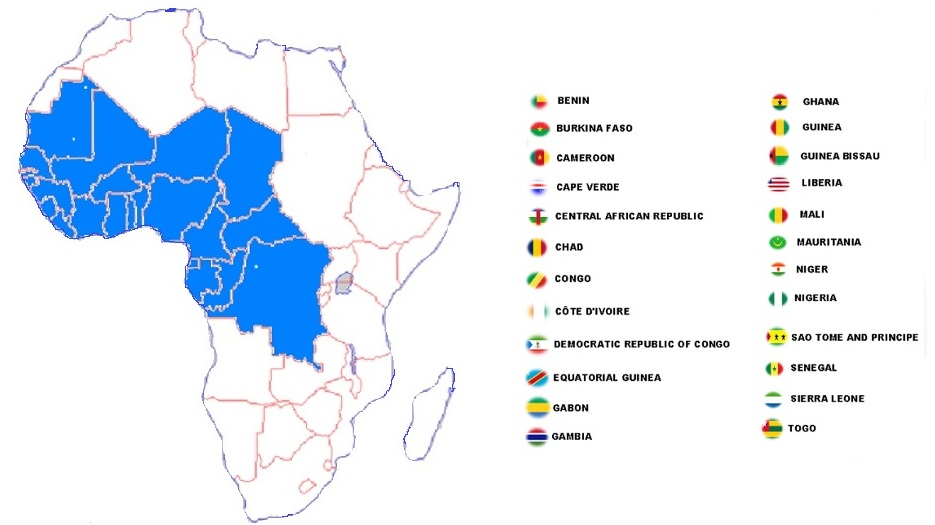 BENIN
BURKINA FASO
CAMEROON
CAPE VERDE
CENTRAL AFRICAN REPUBLIC
CHAD
CONGO
CÔTE D'IVOIRE
DEMOCRATIC REPUBLIC OF CONGO
EQUATORIAL GUINEA
GABON
GAMBIA
GHANA
GUINEA
GUINEA BISSAU
LIBERIA
MALI
MAURITANIA
NIGER
NIGERIA
SAO TOME AND PRINCIPE
SENEGAL
SIERRA LEONE
TOGO